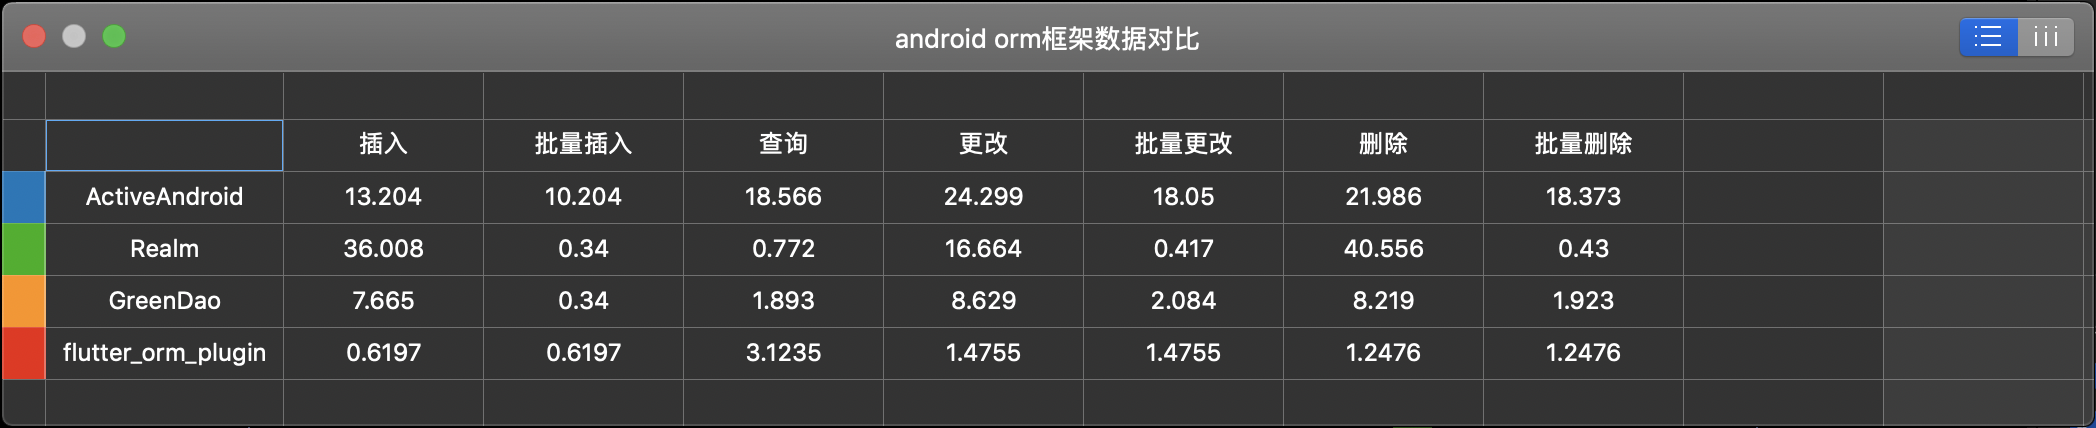 android orm框架数据对比
插入 批量插入 查询 更改 批量更改 删除 批量删除
ActiveAndroid 13.204 10.204 18.566 24.299 18.05 21.986 18.373
Realm 36.008 0.34 0.772 16.664 0.417 40.556 0.43
GreenDao 7.665 0.34 1.893 8.629 2.084 8.219 1.923
flutter_orm_plugin 0.6197 0.6197 3.1235 1.4755 1.4755 1.2476 1.2476